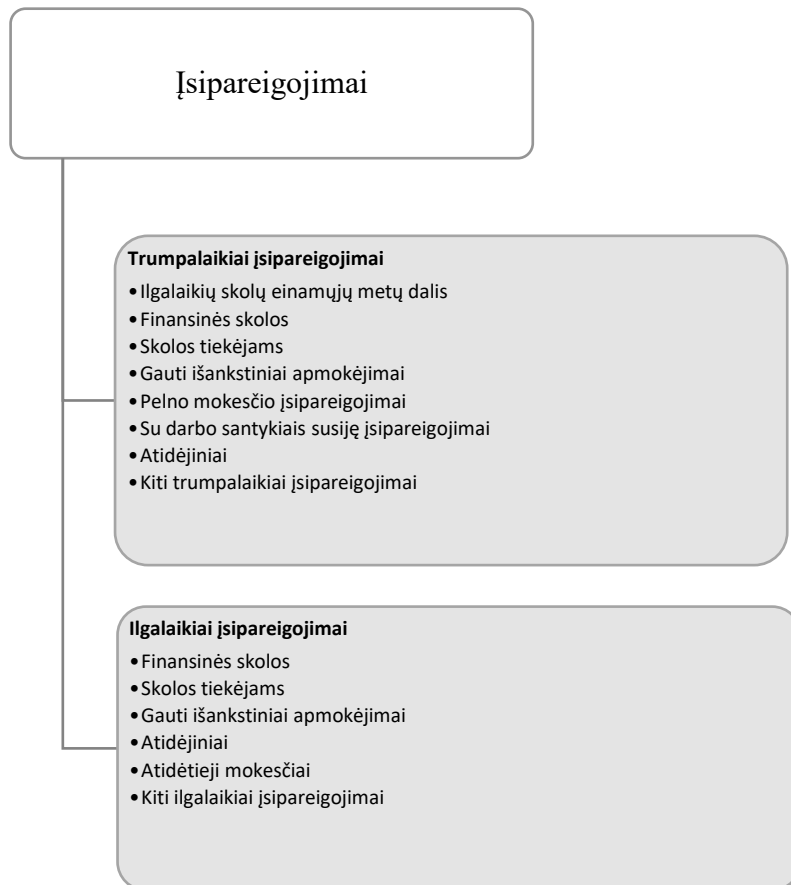 Įsipareigojimai
Trumpalaikiai įsipareigojimai
•Ilgalaikių skolų einamųjų metų dalis
•Finansinės skolos
•Skolos tiekėjams
•Gauti išankstiniai apmokėjimai
•Pelno mokesčio įsipareigojimai
•Su darbo santykiais susiję įsipareigojimai
•Atidėjiniai
•Kiti trumpalaikiai įsipareigojimai
Ilgalaikiai įsipareigojimai
•Finansinės skolos
•Skolos tiekėjams
•Gauti išankstiniai apmokėjimai
•Atidėjiniai
•Atidėtieji mokesčiai
•Kiti ilgalaikiai įsipareigojimai